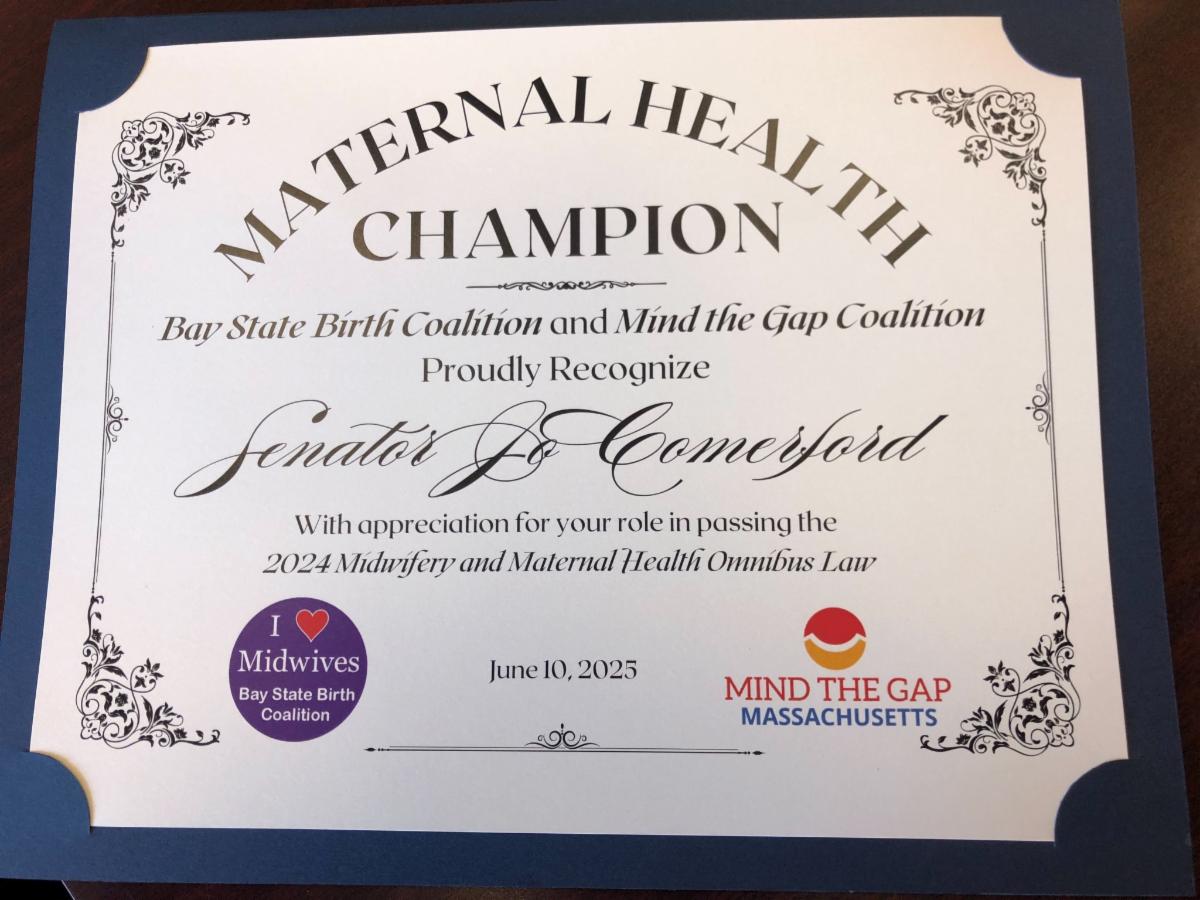 MATERNAL HEALTH
CHAMPION
Bay State Birth Coalition and Mind the Gap Coalition
Proudly Recognize
Senator Jo Comerford
With appreciation for your role in passing the
2024 Midwifery and Maternal Health Omnibus Law
I ❤ Midwives
Bay State Birth
Coalition
June 10, 2025
MIND THE GAP
MASSACHUSETTS